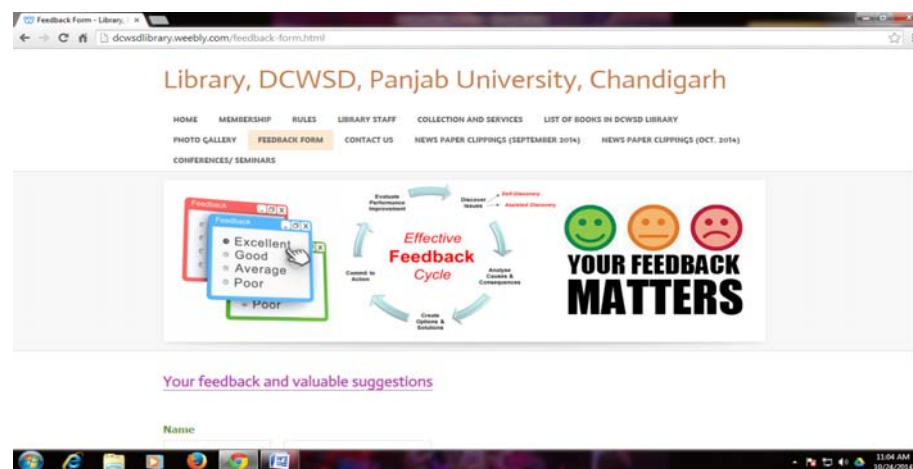 Feedback Form - Library,
dcwsdlibrary.weebly.com/feedback-form.html
Library, DCWSD, Panjab University, Chandigarh
HOME MEMBERSHIP RULES LIBRARY STAFF COLLECTION AND SERVICES LIST OF BOOKS IN DCWSD LIBRARY
PHOTO GALLERY FEEDBACK FORM CONTACT US NEWS PAPER CLIPPINGS (SEPTEMBER 2014) NEWS PAPER CLIPPINGS (OCT. 2014)
CONFERENCES/ SEMINARS
Feedback
Feedback
Excellent
Good
Average
Poor
Poor
Evaluate
Performance
Improvement
Discover
Issues
Self-Discovery
Assisted Discovery
Effective
Feedback
Cycle
Commit to
Action
Analyse
Causes &
Consequences
Create
Options &
Solutions
YOUR FEEDBACK
MATTERS
Your feedback and valuable suggestions
Name
11:04 AM
10/24/2014